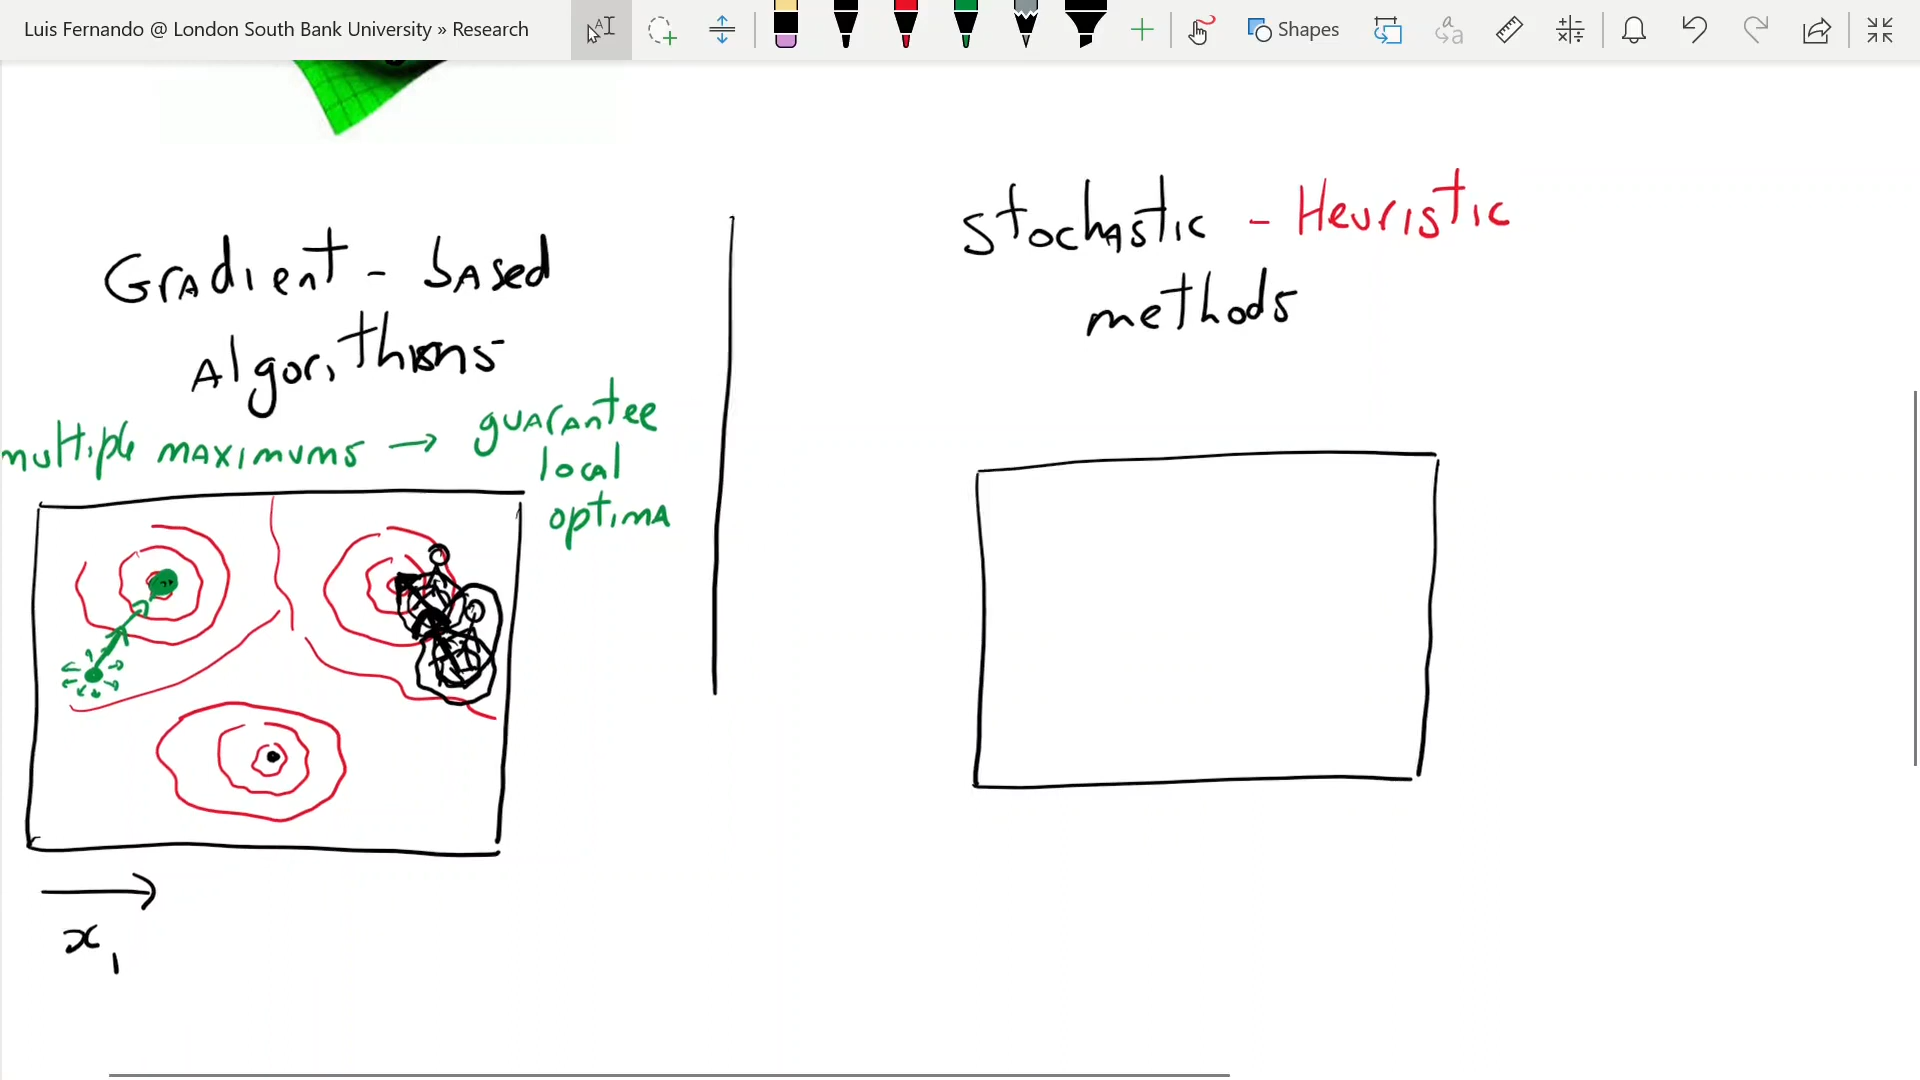 Luis Fernando @ London South Bank University » Research
Shapes
Gradient - based
Algorithms
multiple maximums → guarantee
local
optima
x₁
Stochastic - Heuristic
methods